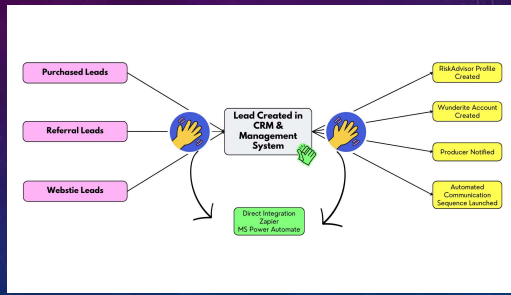 Purchased Leads
Referral Leads
Webstie Leads
Lead Created in
CRM &
Management
System
RiskAdvisor Profile
Created
Wunderite Account
Created
Producer Notified
Automated
Communication
Sequence Launched
Direct Integration
Zapier
MS Power Automate